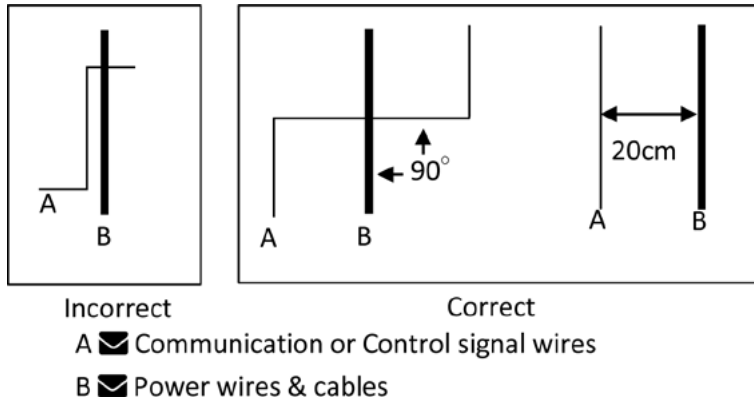 A
B
A
B
90°
20cm
A
B
Incorrect
Correct
A ✉ Communication or Control signal wires
B ✉ Power wires & cables